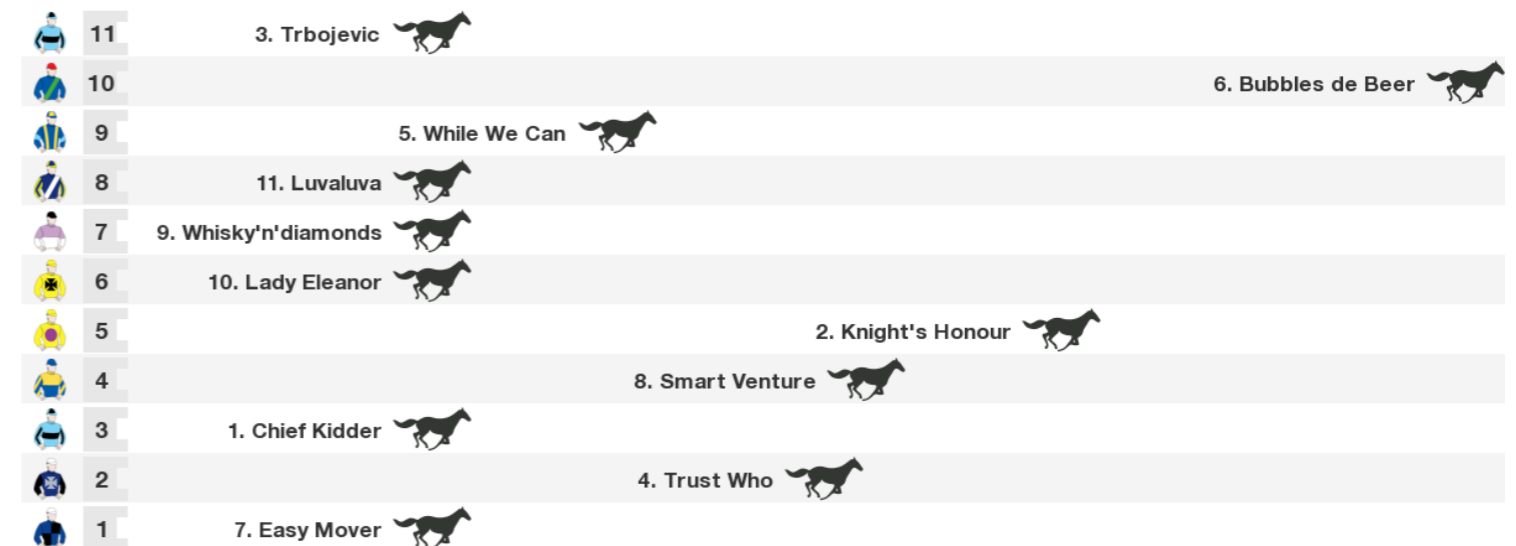 11 3. Trbojevic
10 6. Bubbles de Beer
9 5. While We Can
8 11. Luvaluva
7 9. Whisky'n'diamonds
6 10. Lady Eleanor
5 2. Knight's Honour
4 8. Smart Venture
3 1. Chief Kidder
2 4. Trust Who
1 7. Easy Mover